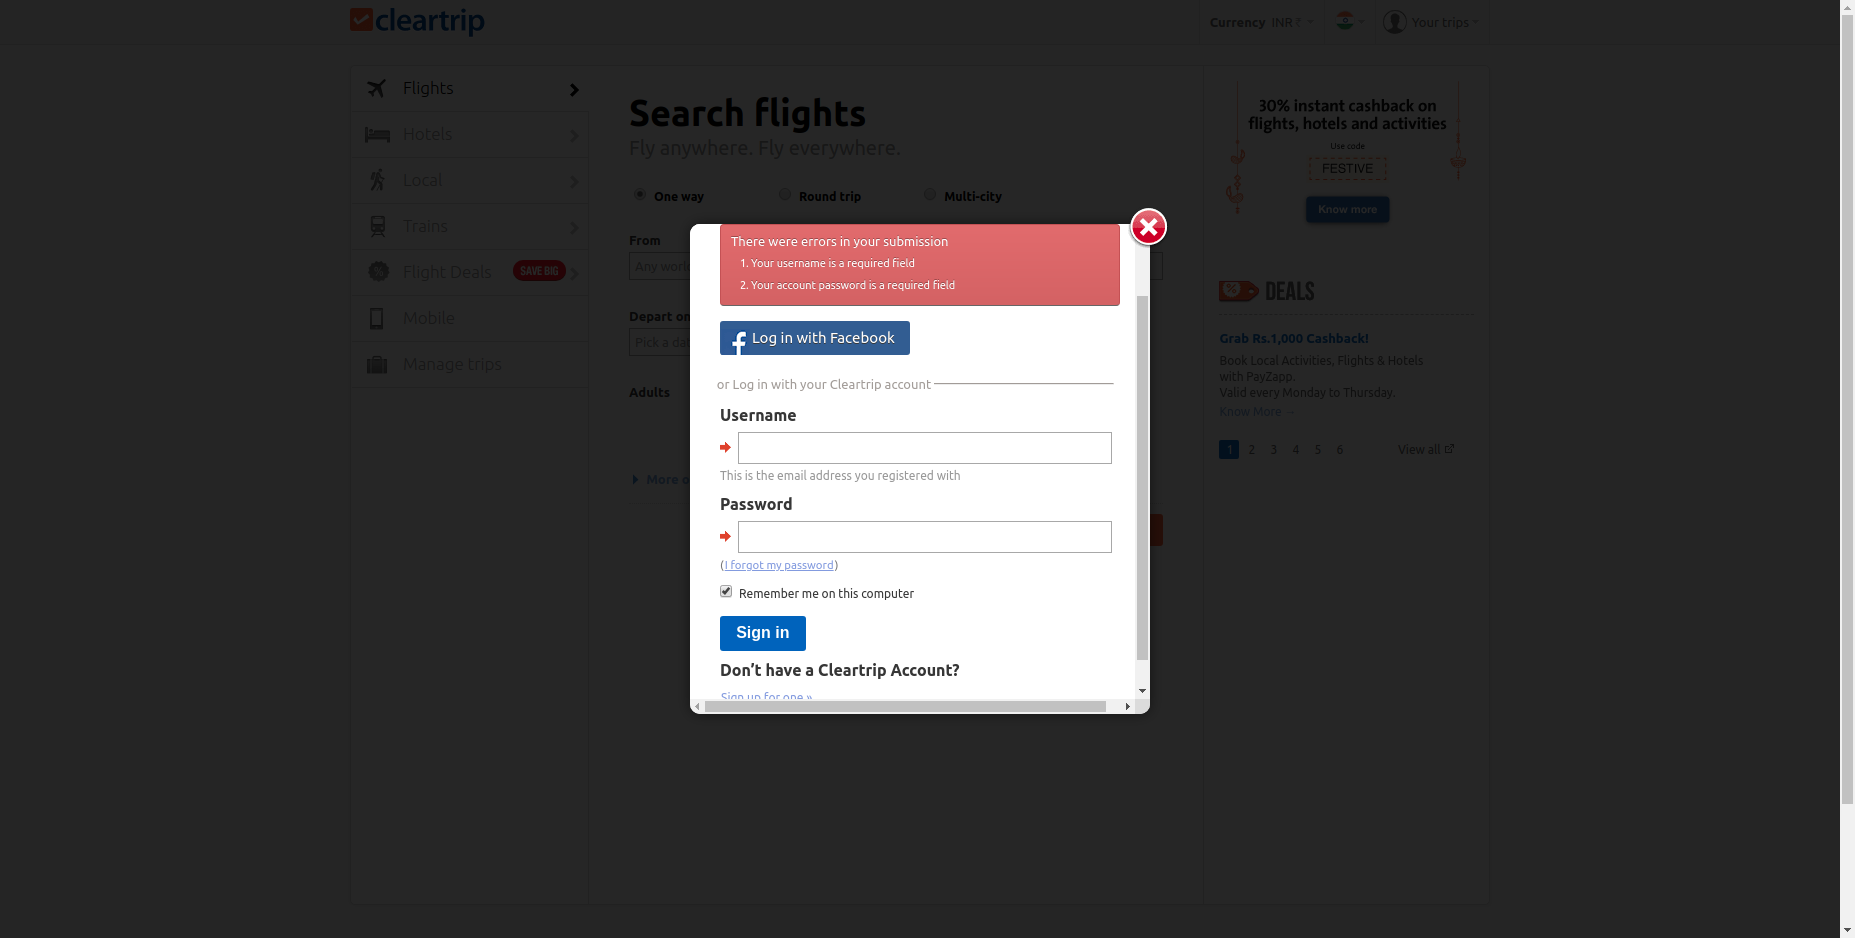 cleartrip
Currency INR ₹
Your trips
Flights
Hotels
Local
Trains
Flight Deals SAVE BIG
Mobile
Manage trips
Search flights
Fly anywhere. Fly everywhere.
One way Round trip Multi-city
From
Depart on
Pick a
Adults
More
There were errors in your submission
1. Your username is a required field
2. Your account password is a required field
Log in with Facebook
or Log in with your Cleartrip account
Username
This is the email address you registered with
Password
(I forgot my password)
Remember me on this computer
Sign in
Don’t have a Cleartrip Account?
Sign up for one »
30% instant cashback on
flights, hotels and activities
Use code
FESTIVE
Know more
DEALS
Grab Rs.1,000 Cashback!
Book Local Activities, Flights & Hotels
with PayZapp.
Valid every Monday to Thursday.
Know More →
1 2 3 4 5 6 View all